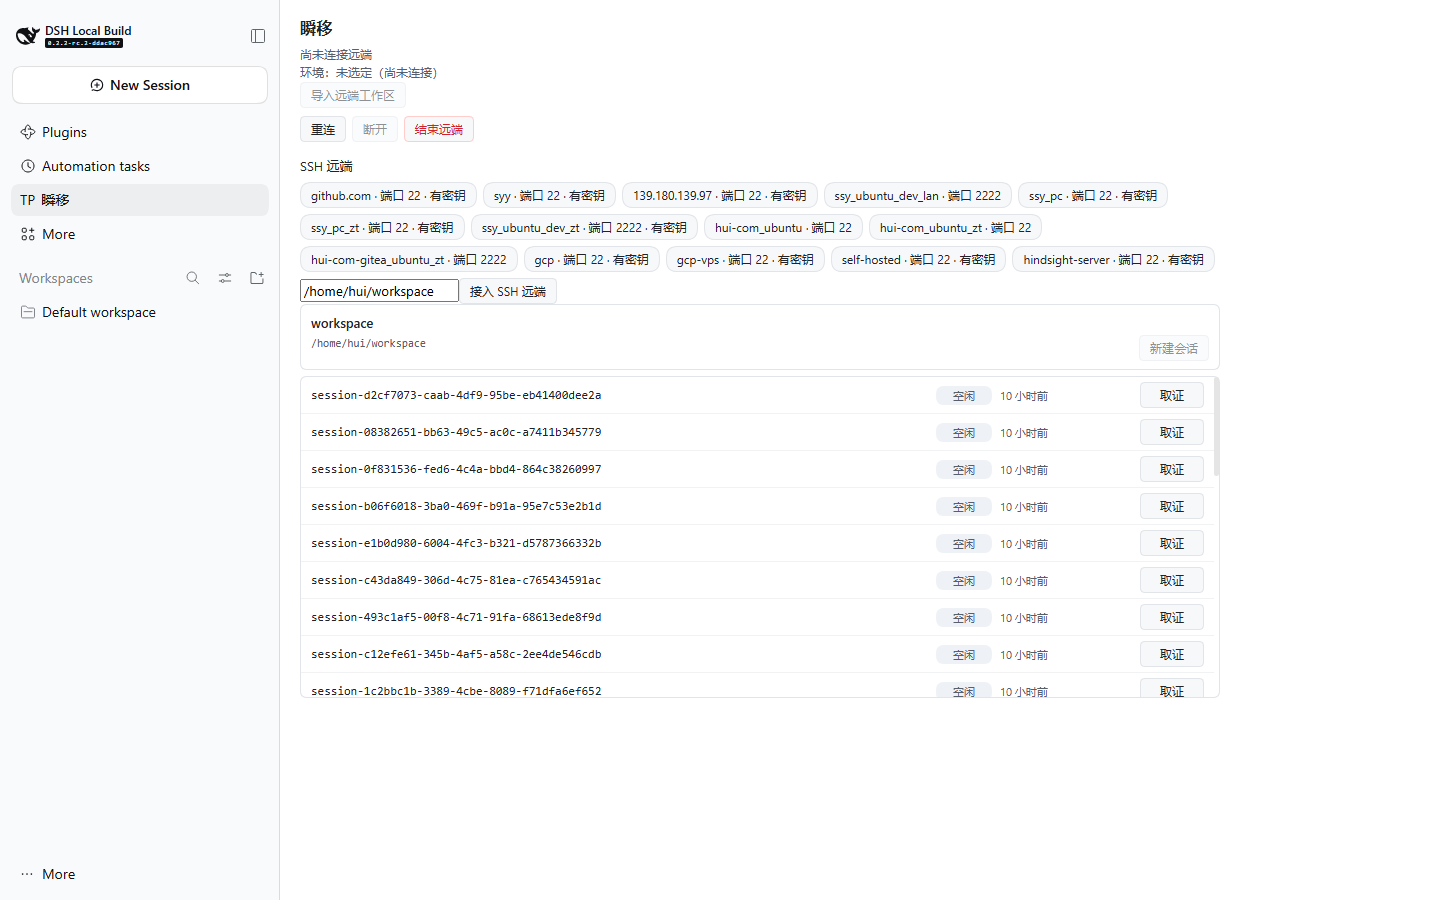 DSH Local Build
0.2.2-rc.2-ddac967
New Session
Plugins
Automation tasks
TP 瞬移
More
Workspaces
Default workspace
More
瞬移
尚未连接远端
环境：未选定（尚未连接）
导入远端工作区
重连 断开 结束远端
SSH 远端
github.com · 端口 22 · 有密钥 syy · 端口 22 · 有密钥 139.180.139.97 · 端口 22 · 有密钥 ssy_ubuntu_dev_lan · 端口 2222 ssy_pc · 端口 22 · 有密钥
ssy_pc_zt · 端口 22 · 有密钥 ssy_ubuntu_dev_zt · 端口 2222 · 有密钥 hui-com_ubuntu · 端口 22 hui-com_ubuntu_zt · 端口 22
hui-com-gitea_ubuntu_zt · 端口 2222 gcp · 端口 22 · 有密钥 gcp-vps · 端口 22 · 有密钥 self-hosted · 端口 22 · 有密钥 hindsight-server · 端口 22 · 有密钥
/home/hui/workspace 接入 SSH 远端
workspace
/home/hui/workspace
新建会话
session-d2cf7073-caab-4df9-95be-eb41400dee2a 空闲 10 小时前 取证
session-08382651-bb63-49c5-ac0c-a7411b345779 空闲 10 小时前 取证
session-0f831536-fed6-4c4a-bbd4-864c38260997 空闲 10 小时前 取证
session-b06f6018-3ba0-469f-b91a-95e7c53e2b1d 空闲 10 小时前 取证
session-e1b0d980-6004-4fc3-b321-d5787366332b 空闲 10 小时前 取证
session-c43da849-306d-4c75-81ea-c765434591ac 空闲 10 小时前 取证
session-493c1af5-00f8-4c71-91fa-68613ede8f9d 空闲 10 小时前 取证
session-c12efe61-345b-4af5-a58c-2ee4de546cdb 空闲 10 小时前 取证
session-1c2bbc1b-3389-4cbe-8089-f71dfa6ef652 空闲 10 小时前 取证